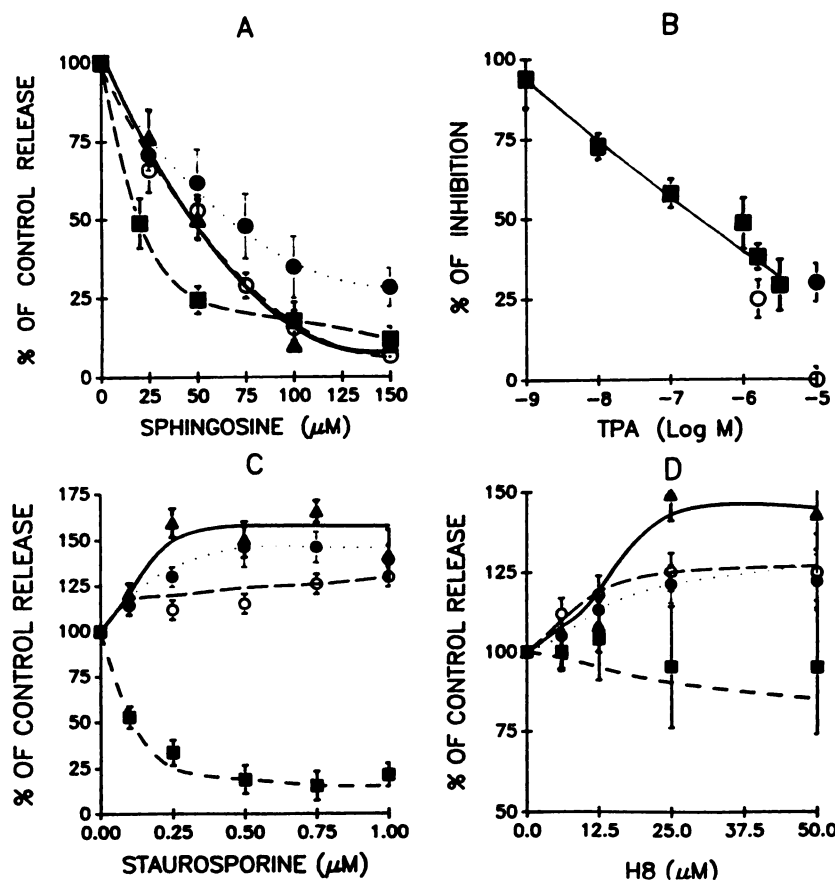 A
% OF CONTROL RELEASE
100
75
50
25
0
0 25 50 75 100 125 150
SPHINGOSINE (μM)
B
% OF INHIBITION
100
75
50
25
0
-9 -8 -7 -6 -5
TPA (Log M)
C
% OF CONTROL RELEASE
175
150
125
100
75
50
25
0
0.00 0.25 0.50 0.75 1.00
STAUROSPORINE (μM)
D
% OF CONTROL RELEASE
150
125
100
75
50
0.0 12.5 25.0 37.5 50.0
H8 (μM)